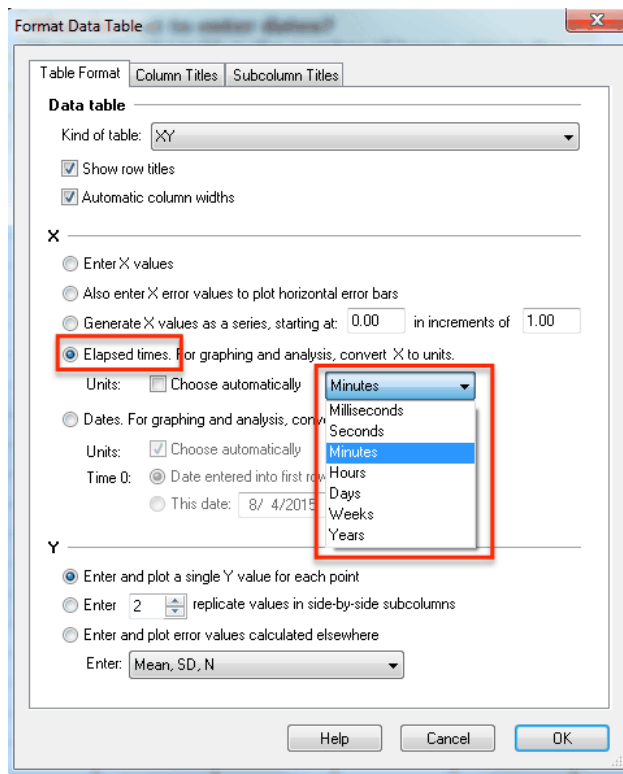 Format Data Table
Table Format Column Titles Subcolumn Titles
Data table
Kind of table: XY
Show row titles
Automatic column widths
X
Enter X values
Also enter X error values to plot horizontal error bars
Generate X values as a series, starting at: 0.00 in increments of 1.00
Elapsed times. For graphing and analysis, convert X to units.
Units: Choose automatically Minutes
Milliseconds
Dates. For graphing and analysis,
Seconds
Units: Choose automatically Minutes
Time 0: Date entered into first Hours
Days
This date: 8/ 4/2015
Weeks
Years
Y
Enter and plot a single Y value for each point
Enter 2 replicate values in side-by-side subcolumns
Enter and plot error values calculated elsewhere
Enter: Mean, SD, N
Help Cancel OK